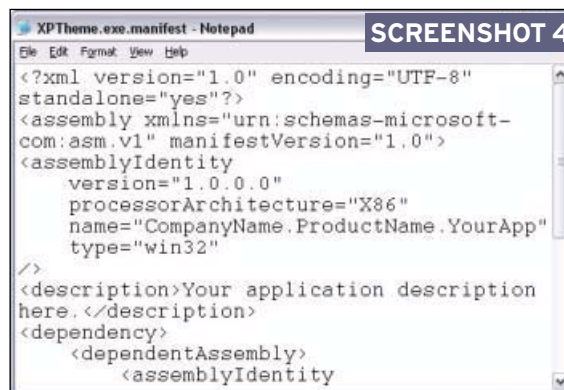 XPTheme.exe.manifest - Notepad
SCREENSHOT 4
File Edit Format View Help
<?xml version="1.0" encoding="UTF-8"
standalone="yes"?>
<assembly xmlns="urn:schemas-microsoft-
com:asm.v1" manifestVersion="1.0">
<assemblyIdentity
    version="1.0.0.0"
    processorArchitecture="X86"
    name="CompanyName.ProductName.YourApp"
    type="win32"
/>
<description>Your application description
here.</description>
<dependency>
    <dependentAssembly>
        <assemblyIdentity